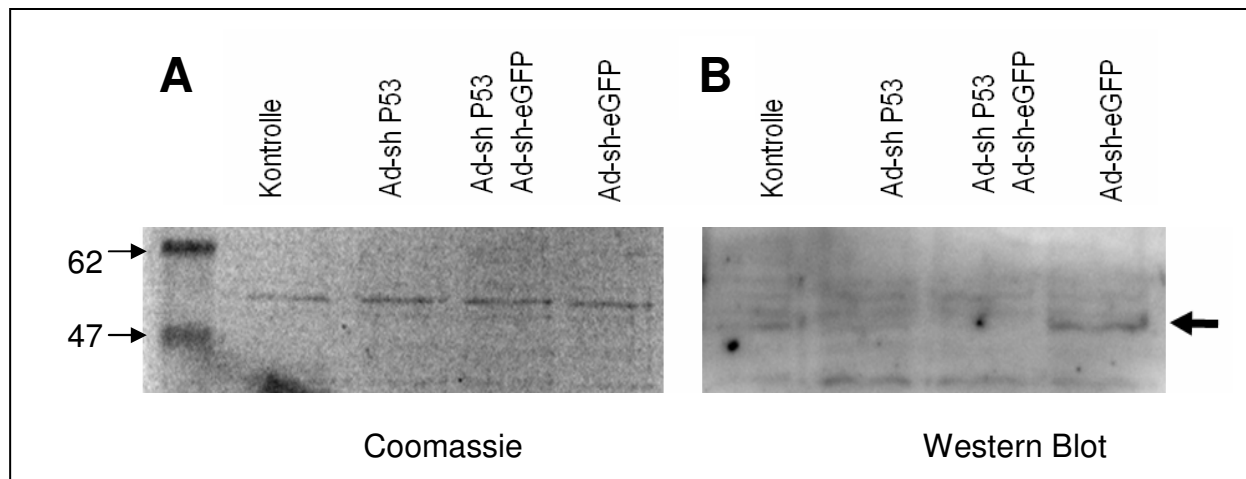 A
Kontrolle
Ad-sh P53
Ad-sh P53
Ad-sh-eGFP
Ad-sh-eGFP
62
47
Coomassie
B
Kontrolle
Ad-sh P53
Ad-sh P53
Ad-sh-eGFP
Ad-sh-eGFP
Western Blot